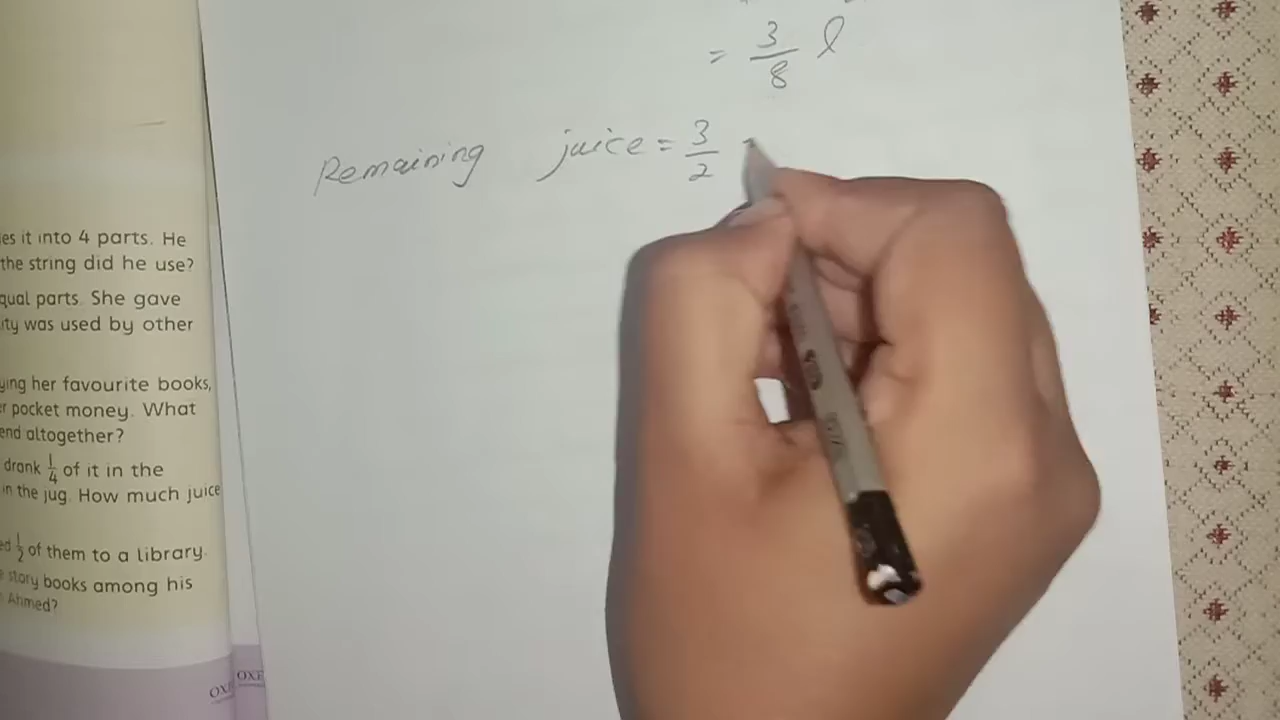 = 3/8 l
Remaining juice = 3/2
es it into 4 parts. He
the string did he use?
qual parts. She gave
ity was used by other
ying her favourite books,
r pocket money. What
end altogether?
drank 1/4 of it in the
in the jug. How much juice
ed 1/2 of them to a library.
story books among his
Ahmed?
OX
OXF